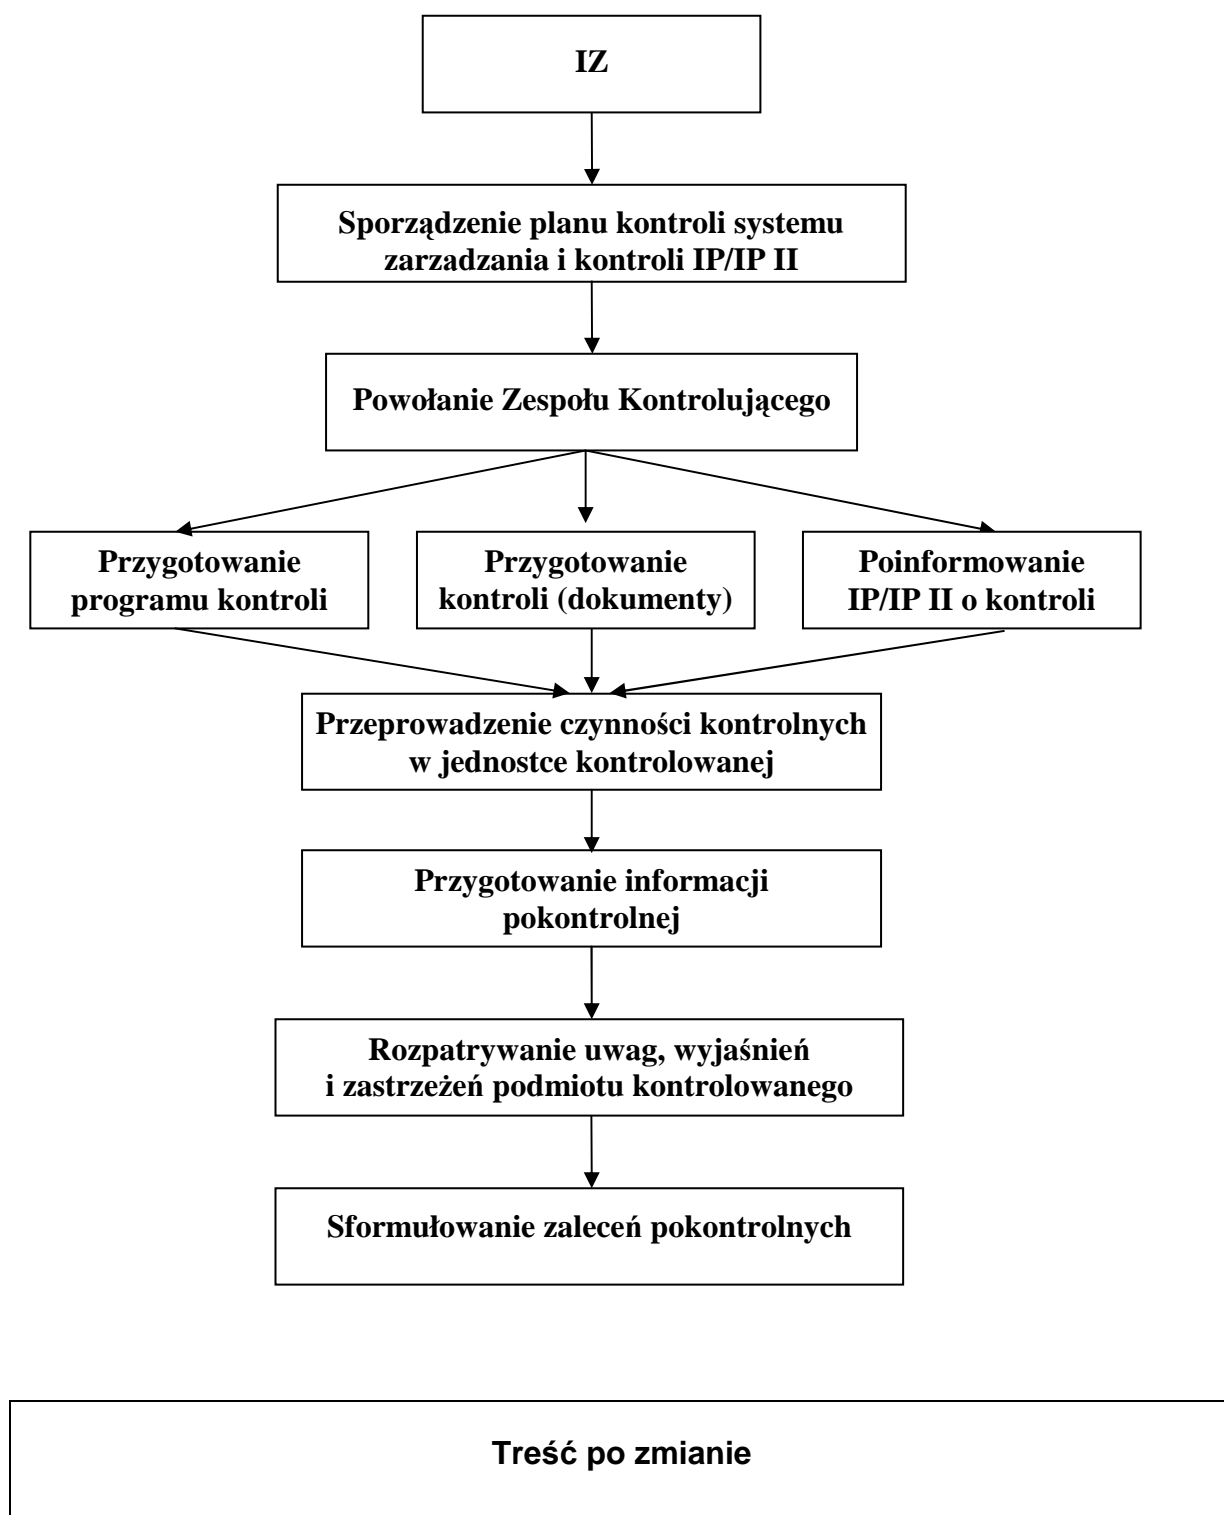 IZ
Sporządzenie planu kontroli systemu
zarzadzania i kontroli IP/IP II
Powołanie Zespołu Kontrolującego
Przygotowanie
programu kontroli
Przygotowanie
kontroli (dokumenty)
Poinformowanie
IP/IP II o kontroli
Przeprowadzenie czynności kontrolnych
w jednostce kontrolowanej
Przygotowanie informacji
pokontrolnej
Rozpatrywanie uwag, wyjaśnień
i zastrzeżeń podmiotu kontrolowanego
Sformułowanie zaleceń pokontrolnych
Treść po zmianie